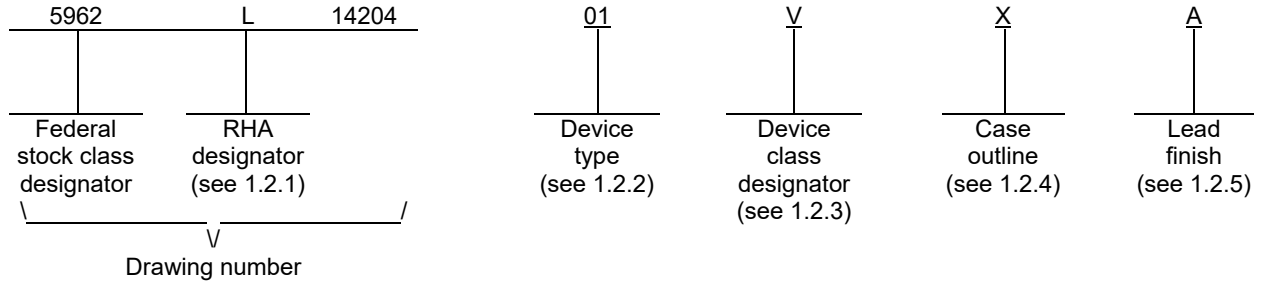 5962 L 14204 01 V X A
Federal RHA Device Device Case Lead
stock class designator type class outline finish
designator (see 1.2.1) (see 1.2.2) designator (see 1.2.4) (see 1.2.5)
(see 1.2.3)
\ /
\/
Drawing number